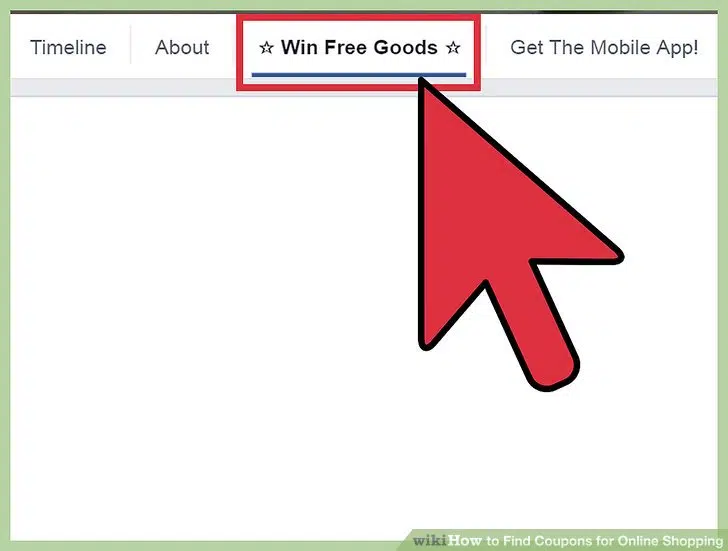 Timeline About ☆ Win Free Goods ☆ Get The Mobile App!
wikiHow to Find Coupons for Online Shopping